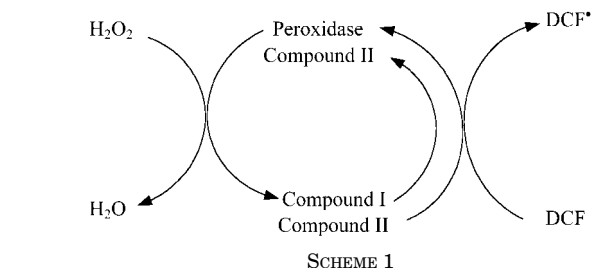 H₂O₂
Peroxidase
Compound II
DCF•
H₂O
Compound I
Compound II
DCF
SCHEME 1